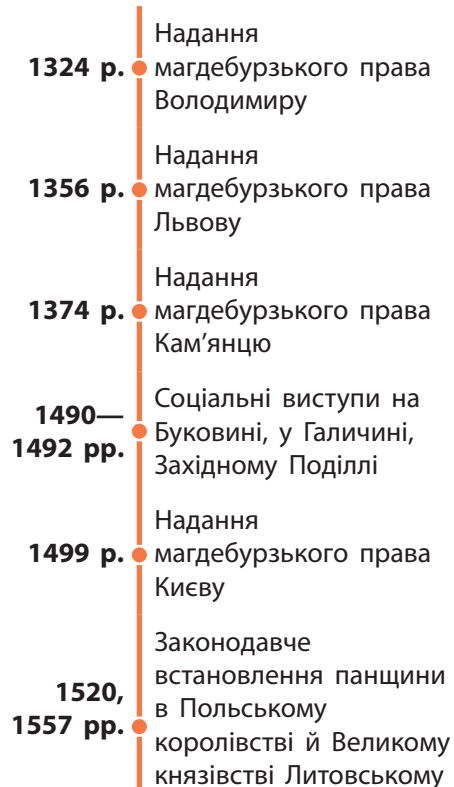 1324 р.
Надання
магдебурзького права
Володимиру
1356 р.
Надання
магдебурзького права
Львову
1374 р.
Надання
магдебурзького права
Кам’янцю
1490—
1492 рр.
Соціальні виступи на
Буковині, у Галичині,
Західному Поділлі
1499 р.
Надання
магдебурзького права
Києву
1520,
1557 рр.
Законодавче
встановлення панщини
в Польському
королівстві й Великому
князівстві Литовському